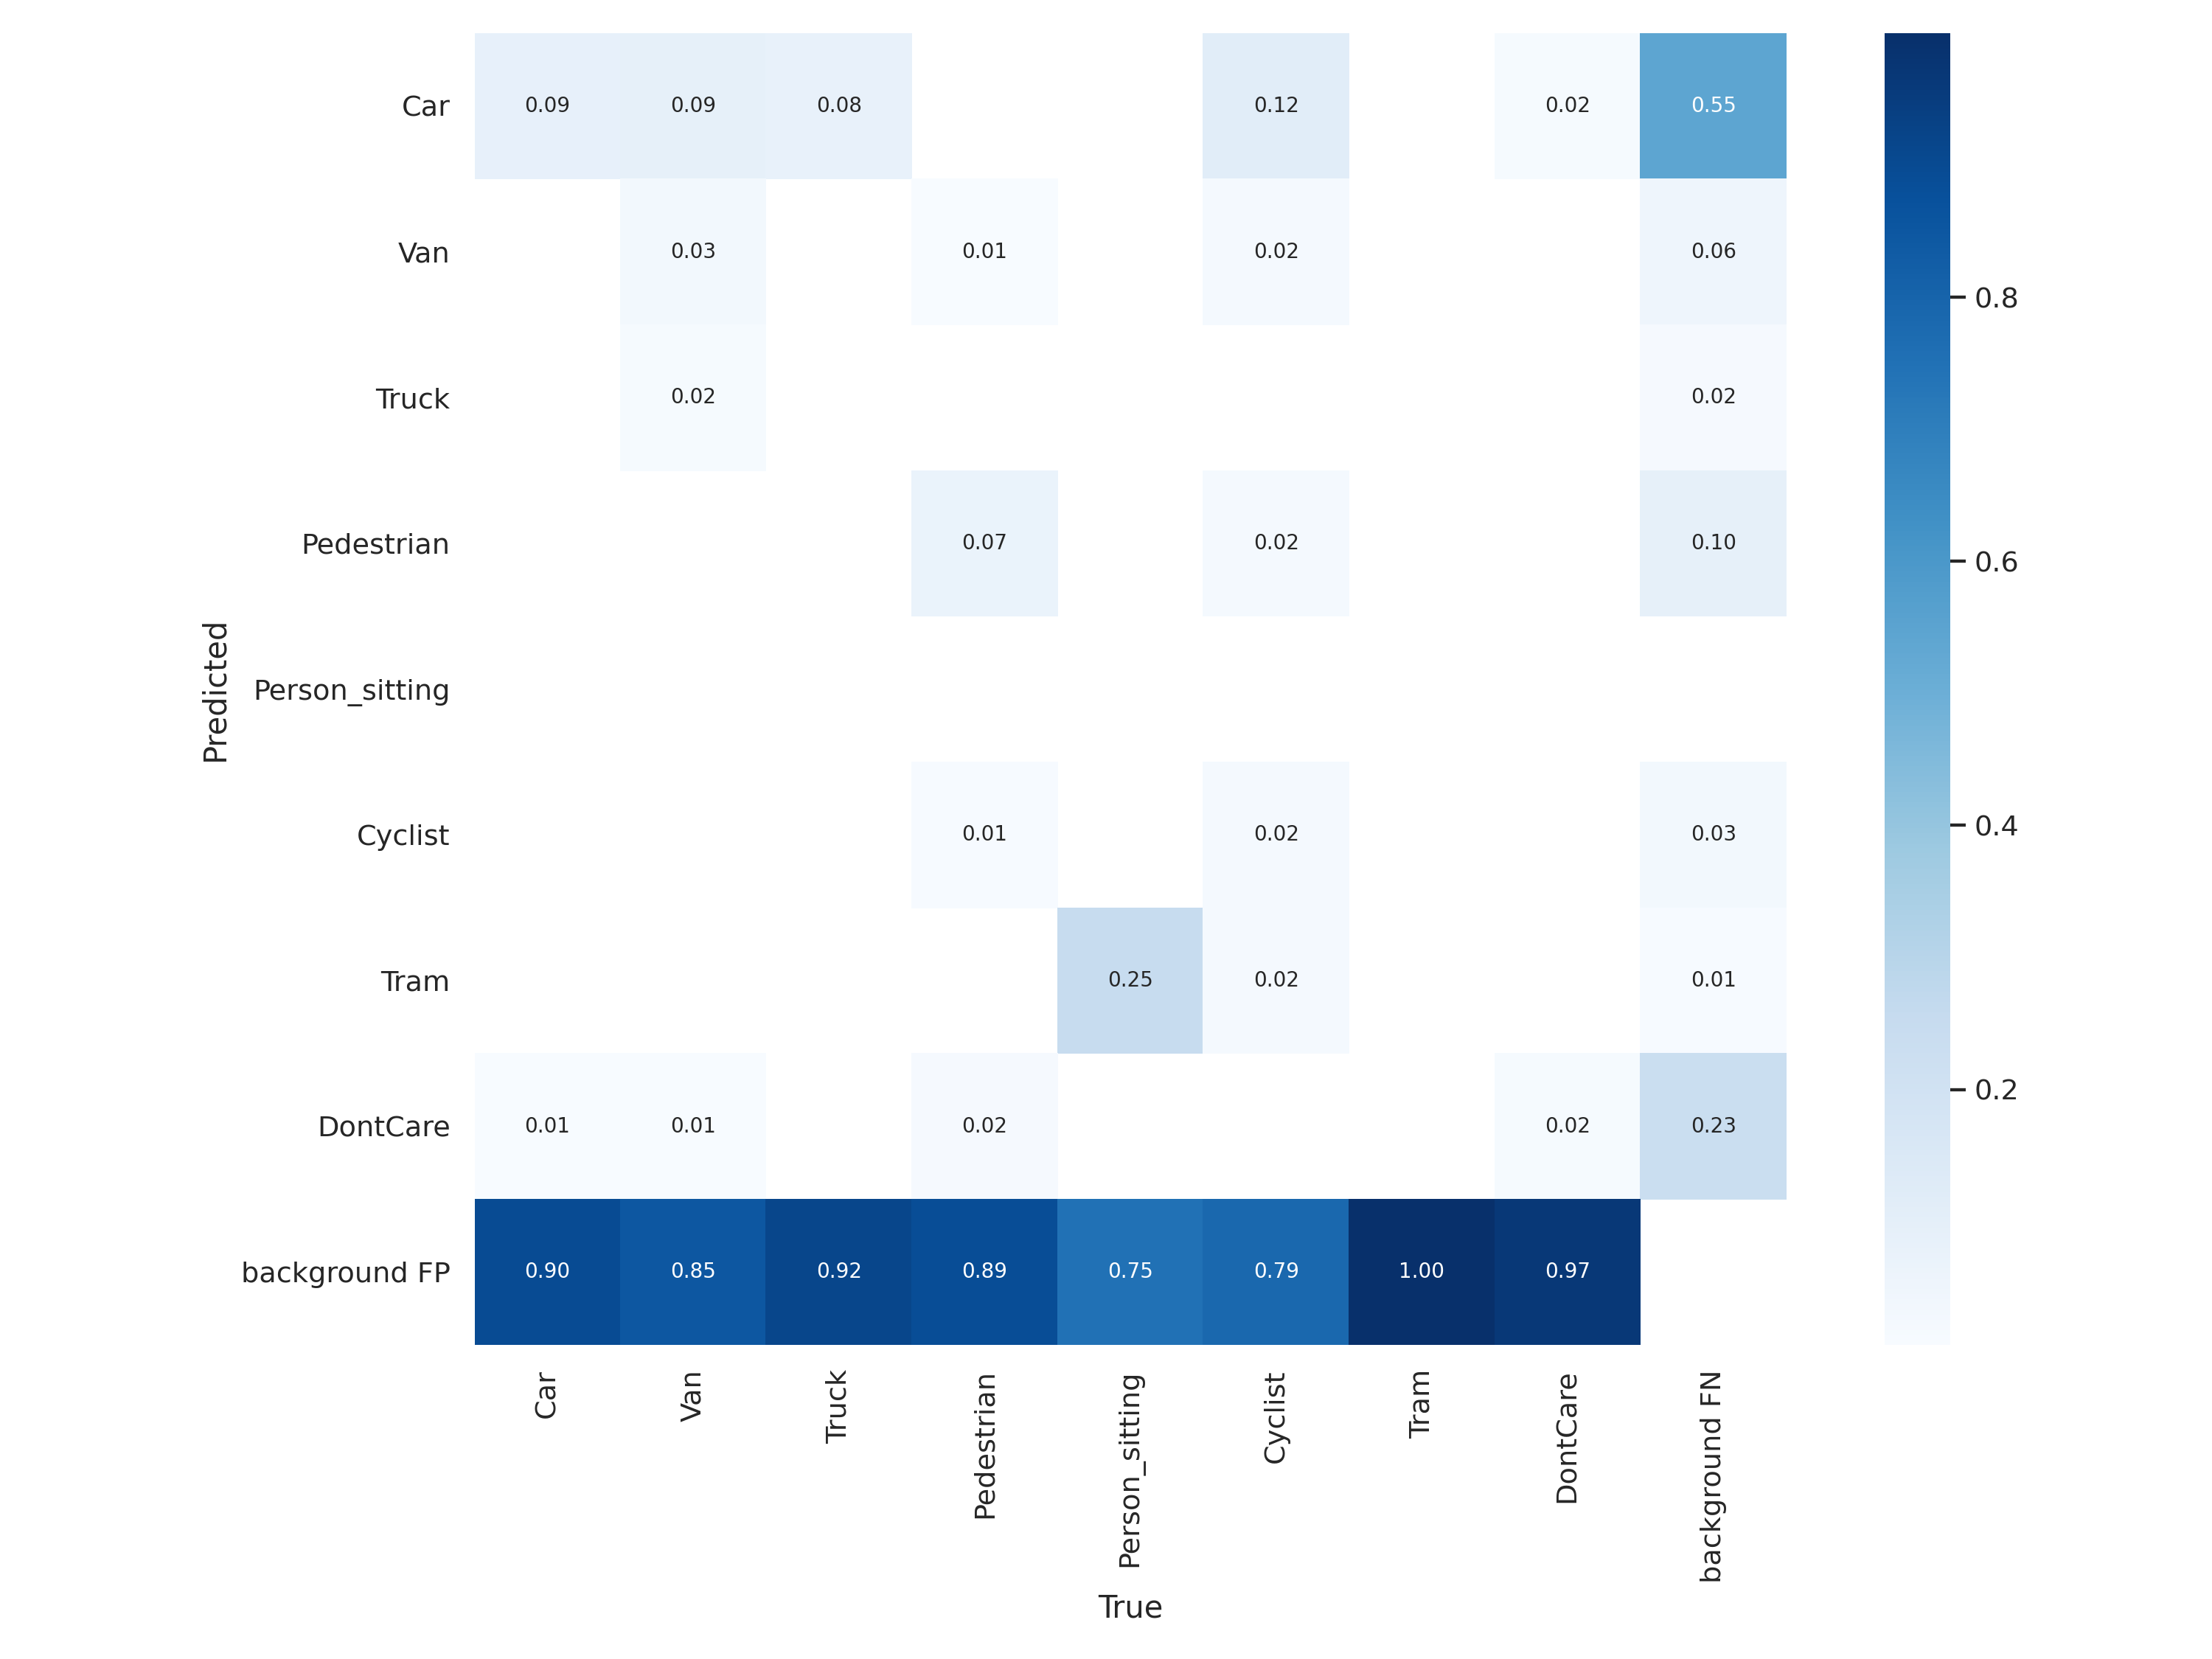 Car 0.09 0.09 0.08 0.12 0.02 0.55
Van 0.03 0.01 0.02 0.06
0.8
Truck 0.02 0.02
Pedestrian 0.07 0.02 0.10
0.6
Predicted
Person_sitting
Cyclist 0.01 0.02 0.03
0.4
Tram 0.25 0.02 0.01
0.2
DontCare 0.01 0.01 0.02 0.02 0.23
background FP 0.90 0.85 0.92 0.89 0.75 0.79 1.00 0.97
Car
Van
Truck
Pedestrian
Person_sitting
Cyclist
Tram
DontCare
background FN
True